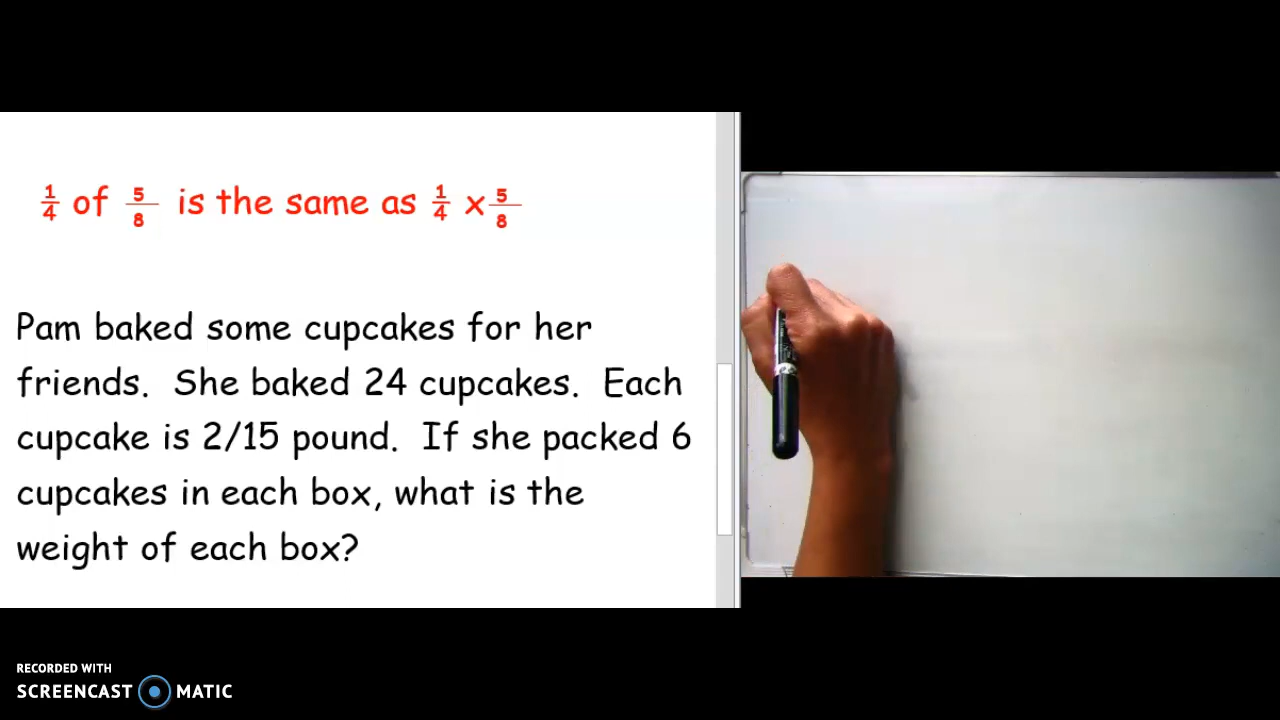 1/4 of 5/8 is the same as 1/4 x 5/8
Pam baked some cupcakes for her
friends. She baked 24 cupcakes. Each
cupcake is 2/15 pound. If she packed 6
cupcakes in each box, what is the
weight of each box?
RECORDED WITH
SCREENCAST MATIC